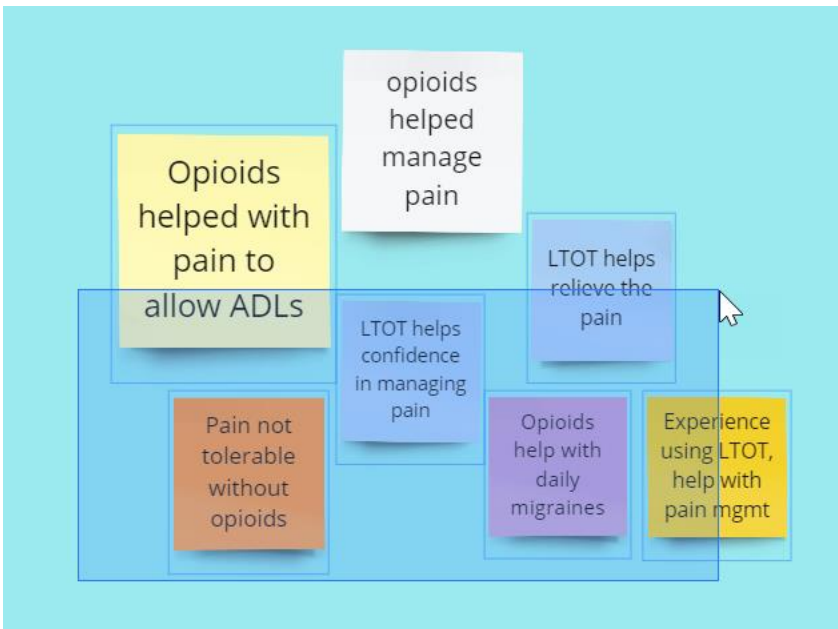 opioids
helped
manage
pain
Opioids
helped with
pain to
allow ADLs
LTOT helps
relieve the
pain
LTOT helps
confidence
in managing
pain
Pain not
tolerable
without
opioids
Opioids
help with
daily
migraines
Experience
using LTOT,
help with
pain mgmt